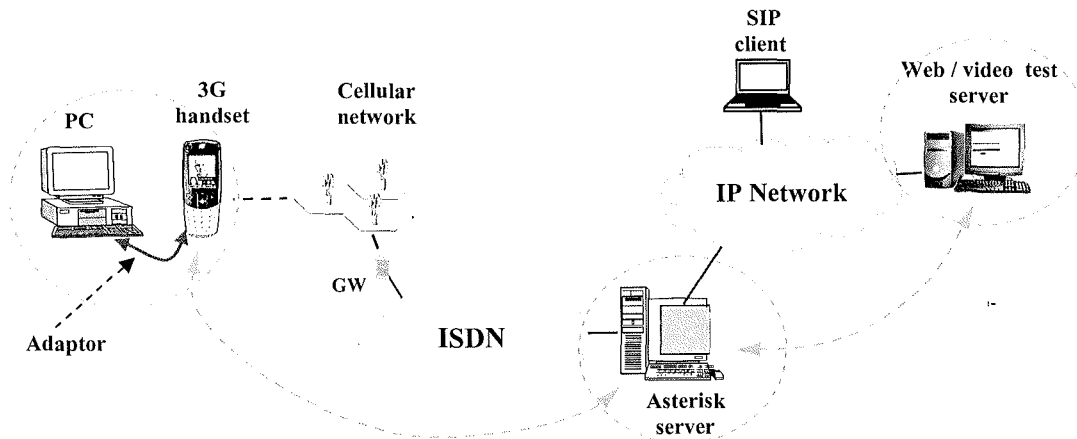 SIP
client
Web / video test
server
3G
handset
Cellular
network
PC
IP Network
GW
ISDN
Adaptor
Asterisk
server